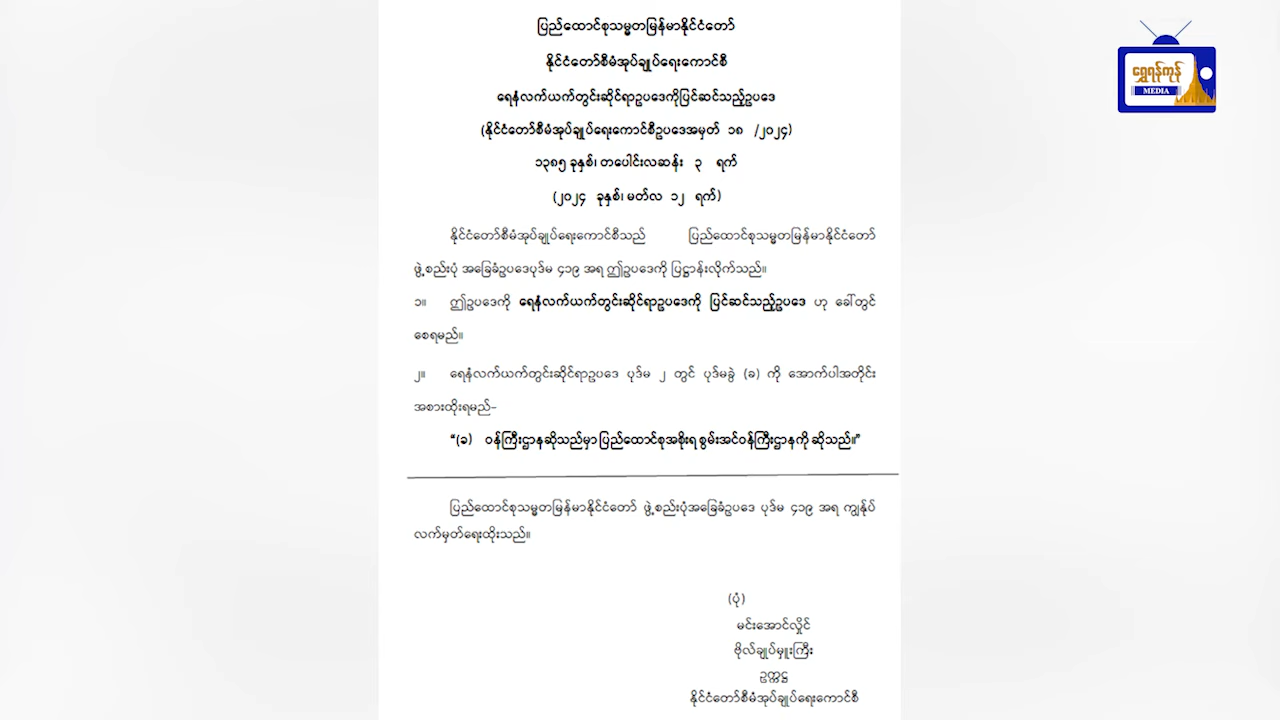 ပြည်ထောင်စုသမ္မတမြန်မာနိုင်ငံတော်
နိုင်ငံတော်စီမံအုပ်ချုပ်ရေးကောင်စီ
ရေနံလက်ယက်တွင်းဆိုင်ရာဥပဒေကိုပြင်ဆင်သည့်ဥပဒေ
(နိုင်ငံတော်စီမံအုပ်ချုပ်ရေးကောင်စီဥပဒေအမှတ် ၁၈ /၂၀၂၄)
၁၃၈၅ ခုနှစ်၊ တပေါင်းလဆန်း ၃ ရက်
(၂၀၂၄ ခုနှစ်၊ မတ်လ ၁၂ ရက်)
နိုင်ငံတော်စီမံအုပ်ချုပ်ရေးကောင်စီသည် ပြည်ထောင်စုသမ္မတမြန်မာနိုင်ငံတော်
ဖွဲ့စည်းပုံ အခြေခံဥပဒေပုဒ်မ ၄၁၉ အရ ဤဥပဒေကို ပြဋ္ဌာန်းလိုက်သည်။
၁။ ဤဥပဒေကို ရေနံလက်ယက်တွင်းဆိုင်ရာဥပဒေကို ပြင်ဆင်သည့်ဥပဒေ ဟု ခေါ်တွင်
စေရမည်။
၂။ ရေနံလက်ယက်တွင်းဆိုင်ရာဥပဒေ ပုဒ်မ ၂ တွင် ပုဒ်မခွဲ (ခ) ကို အောက်ပါအတိုင်း
အစားထိုးရမည်–
“(ခ) ဝန်ကြီးဌာနဆိုသည်မှာ ပြည်ထောင်စုအစိုးရ စွမ်းအင်ဝန်ကြီးဌာနကို ဆိုသည်။”
ပြည်ထောင်စုသမ္မတမြန်မာနိုင်ငံတော် ဖွဲ့စည်းပုံအခြေခံဥပဒေ ပုဒ်မ ၄၁၉ အရ ကျွန်ုပ်
လက်မှတ်ရေးထိုးသည်။
(ပုံ)
မင်းအောင်လှိုင်
ဗိုလ်ချုပ်မှူးကြီး
ဥက္ကဋ္ဌ
နိုင်ငံတော်စီမံအုပ်ချုပ်ရေးကောင်စီ
ရွှေရန်ကုန်
MEDIA